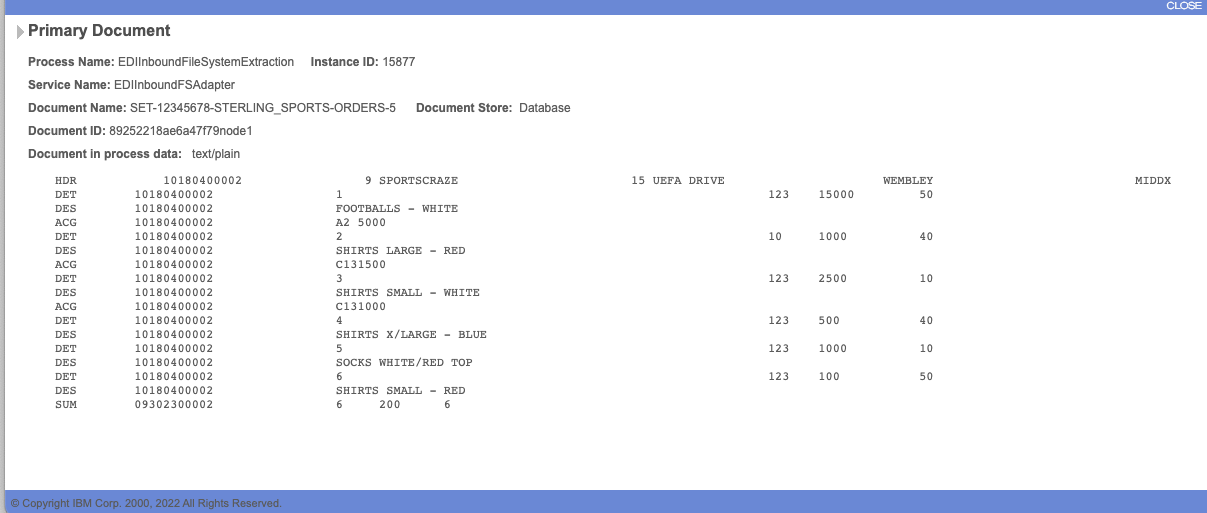 CLOSE
Primary Document
Process Name: EDIInboundFileSystemExtraction Instance ID: 15877
Service Name: EDIInboundFSAdapter
Document Name: SET-12345678-STERLING_SPORTS-ORDERS-5 Document Store: Database
Document ID: 89252218ae6a47f79node1
Document in process data: text/plain
HDR 10180400002 9 SPORTSCRAZE 15 UEFA DRIVE WEMBLEY MIDDX
DET 10180400002 1 123 15000 50
DES 10180400002 FOOTBALLS - WHITE
ACG 10180400002 A2 5000
DET 10180400002 2 10 1000 40
DES 10180400002 SHIRTS LARGE - RED
ACG 10180400002 C131500
DET 10180400002 3 123 2500 10
DES 10180400002 SHIRTS SMALL - WHITE
ACG 10180400002 C131000
DET 10180400002 4 123 500 40
DES 10180400002 SHIRTS X/LARGE - BLUE
DET 10180400002 5 123 1000 10
DES 10180400002 SOCKS WHITE/RED TOP
DET 10180400002 6 123 100 50
DES 10180400002 SHIRTS SMALL - RED
SUM 09302300002 6 200 6
© Copyright IBM Corp. 2000, 2022 All Rights Reserved.